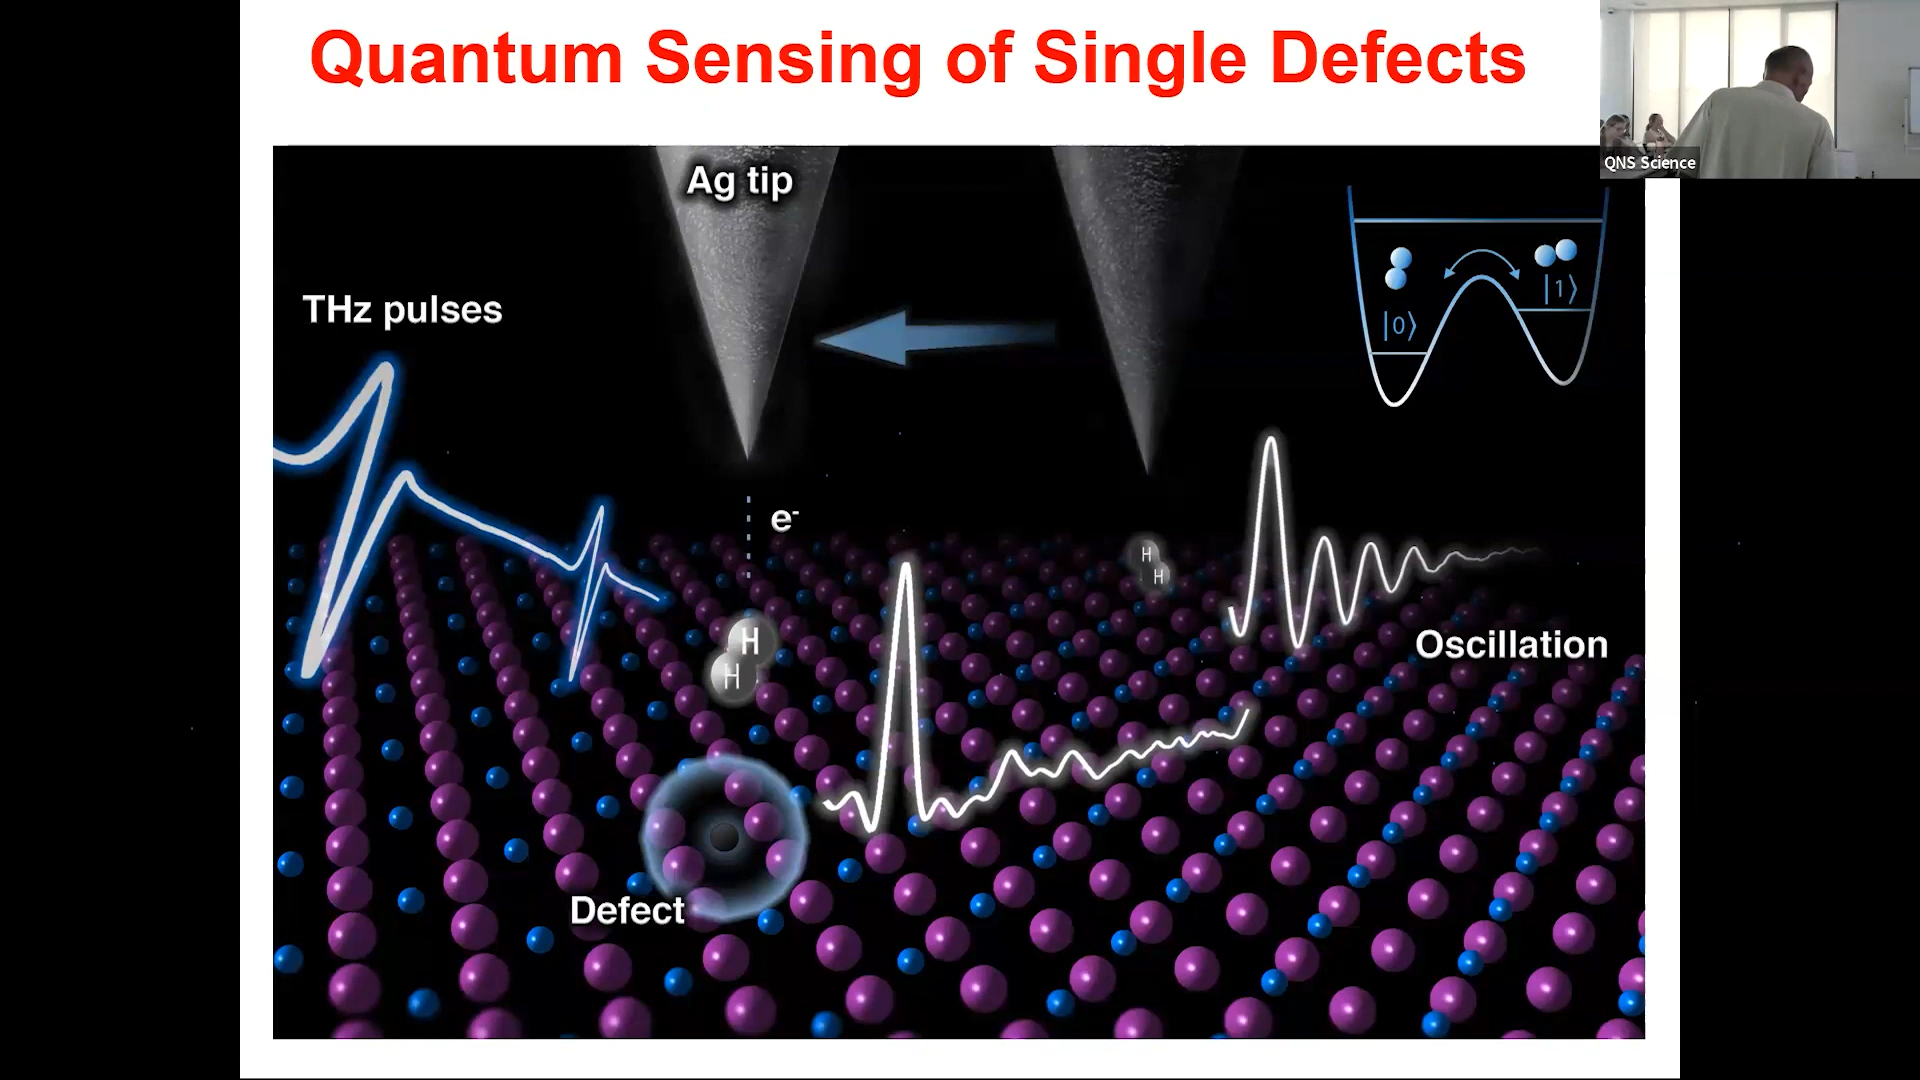 Quantum Sensing of Single Defects
QNS Science
Ag tip
THz pulses
|0⟩
|1⟩
e-
H
H
H
H
Oscillation
Defect